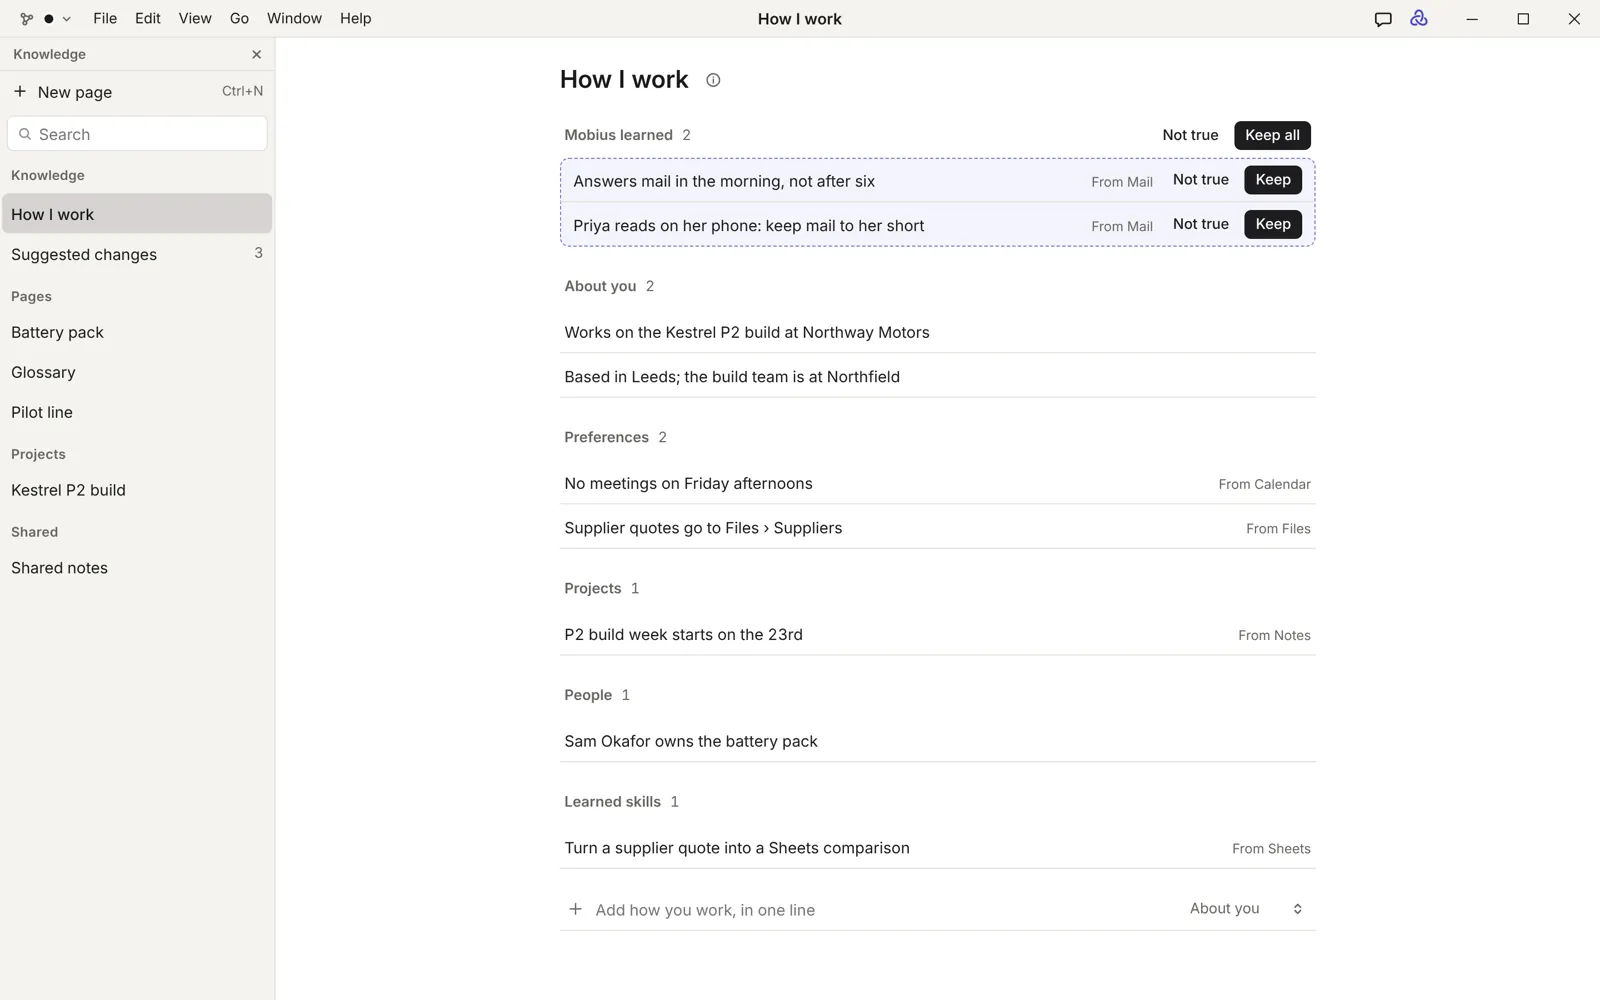 File Edit View Go Window Help
How I work
Knowledge
New page Ctrl+N
Search
Knowledge
How I work
Suggested changes 3
Pages
Battery pack
Glossary
Pilot line
Projects
Kestrel P2 build
Shared
Shared notes
How I work
Mobius learned 2 Not true Keep all
Answers mail in the morning, not after six From Mail Not true Keep
Priya reads on her phone: keep mail to her short From Mail Not true Keep
About you 2
Works on the Kestrel P2 build at Northway Motors
Based in Leeds; the build team is at Northfield
Preferences 2
No meetings on Friday afternoons From Calendar
Supplier quotes go to Files › Suppliers From Files
Projects 1
P2 build week starts on the 23rd From Notes
People 1
Sam Okafor owns the battery pack
Learned skills 1
Turn a supplier quote into a Sheets comparison From Sheets
Add how you work, in one line About you